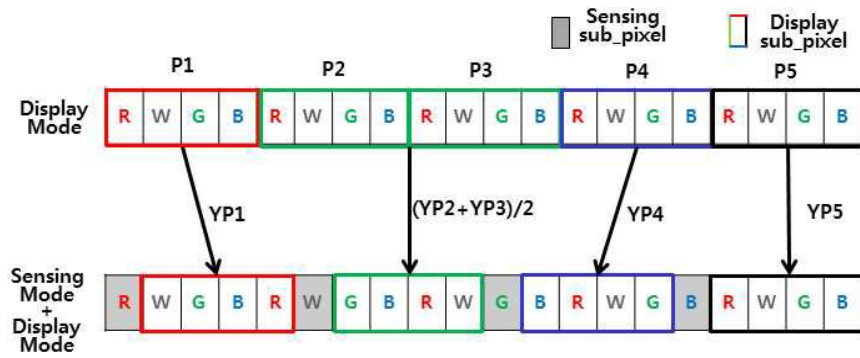 Sensing
sub_pixel
Display
sub_pixel
P1 P2 P3 P4 P5
Display
Mode
R W G B R W G B R W G B R W G B R W G B
YP1
(YP2+YP3)/2
YP4
YP5
Sensing
Mode
+
Display
Mode
R W G B R W G B R W G B R W G B R W G B